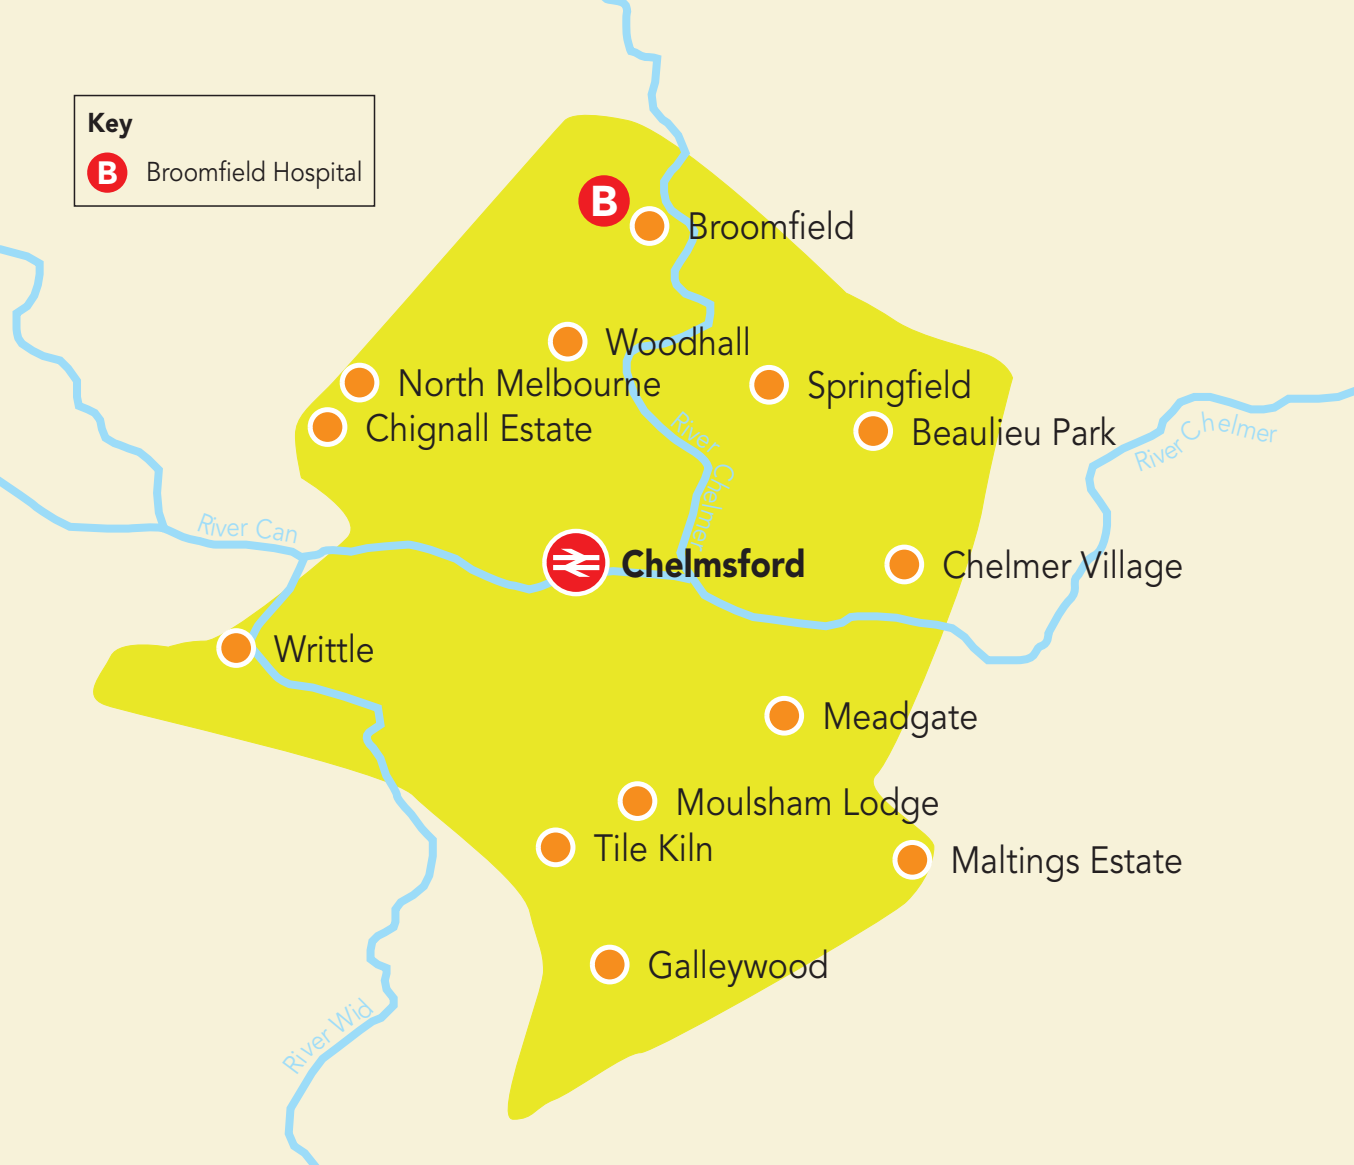 Key
B Broomfield Hospital
B
Broomfield
Woodhall
North Melbourne
Springfield
Chignall Estate
Beaulieu Park
River Chelmer
River Chelmer
River Can
Chelmsford
Chelmer Village
Writtle
Meadgate
Moulsham Lodge
Tile Kiln
Maltings Estate
Galleywood
River Wid